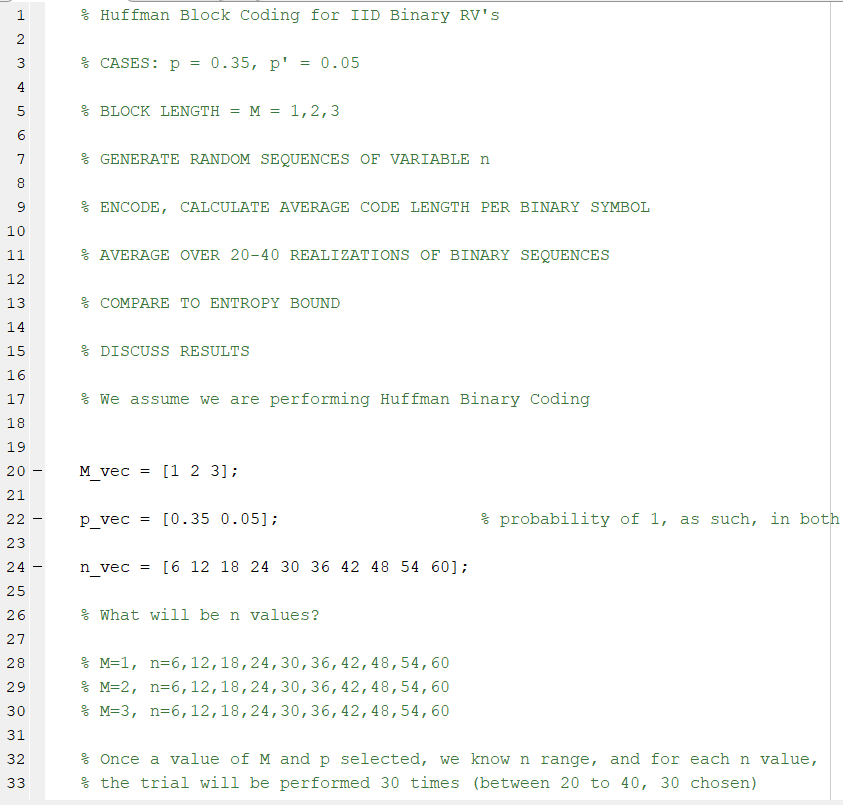 1 % Huffman Block Coding for IID Binary RV's
2
3 % CASES: p = 0.35, p' = 0.05
4
5 % BLOCK LENGTH = M = 1,2,3
6
7 % GENERATE RANDOM SEQUENCES OF VARIABLE n
8
9 % ENCODE, CALCULATE AVERAGE CODE LENGTH PER BINARY SYMBOL
10
11 % AVERAGE OVER 20-40 REALIZATIONS OF BINARY SEQUENCES
12
13 % COMPARE TO ENTROPY BOUND
14
15 % DISCUSS RESULTS
16
17 % We assume we are performing Huffman Binary Coding
18
19
20 – M_vec = [1 2 3];
21
22 – p_vec = [0.35 0.05]; % probability of 1, as such, in both
23
24 – n_vec = [6 12 18 24 30 36 42 48 54 60];
25
26 % What will be n values?
27
28 % M=1, n=6,12,18,24,30,36,42,48,54,60
29 % M=2, n=6,12,18,24,30,36,42,48,54,60
30 % M=3, n=6,12,18,24,30,36,42,48,54,60
31
32 % Once a value of M and p selected, we know n range, and for each n value,
33 % the trial will be performed 30 times (between 20 to 40, 30 chosen)